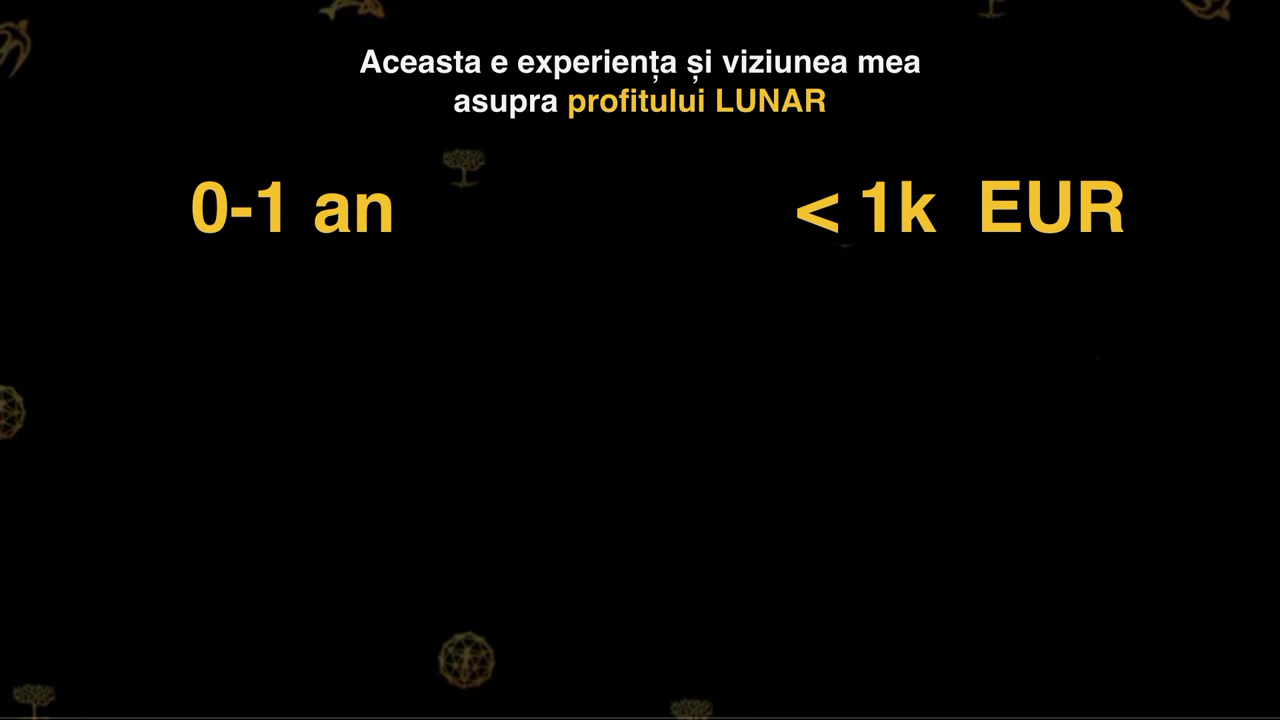 Aceasta e experiența și viziunea mea
asupra profitului LUNAR
0-1 an < 1k EUR